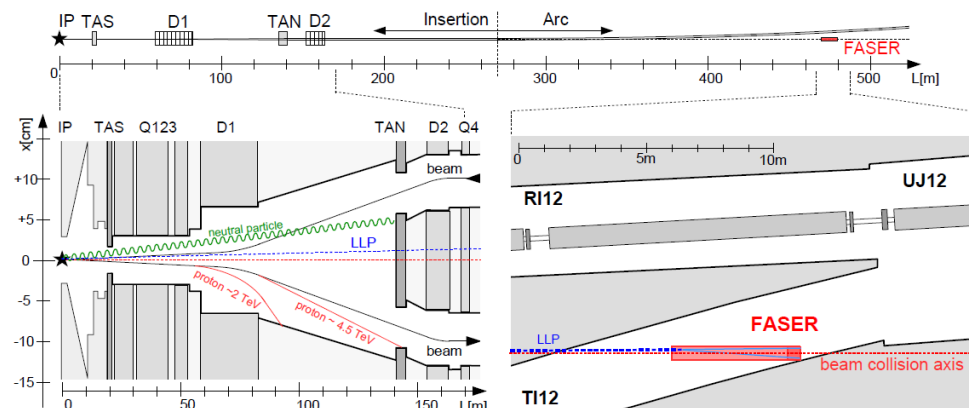 IP TAS D1 TAN D2 Insertion Arc
FASER
0 100 200 300 400 500 L[m]
x[cm]
IP TAS Q123 D1 TAN D2 Q4
+10
+5
0
-5
-10
-15
beam
neutral particle
LLP
proton ~2 TeV
proton ~ 4.5 TeV
beam
0 50 100 150 L[m]
0 5m 10m
RI12
UJ12
FASER
LLP
beam collision axis
TI12